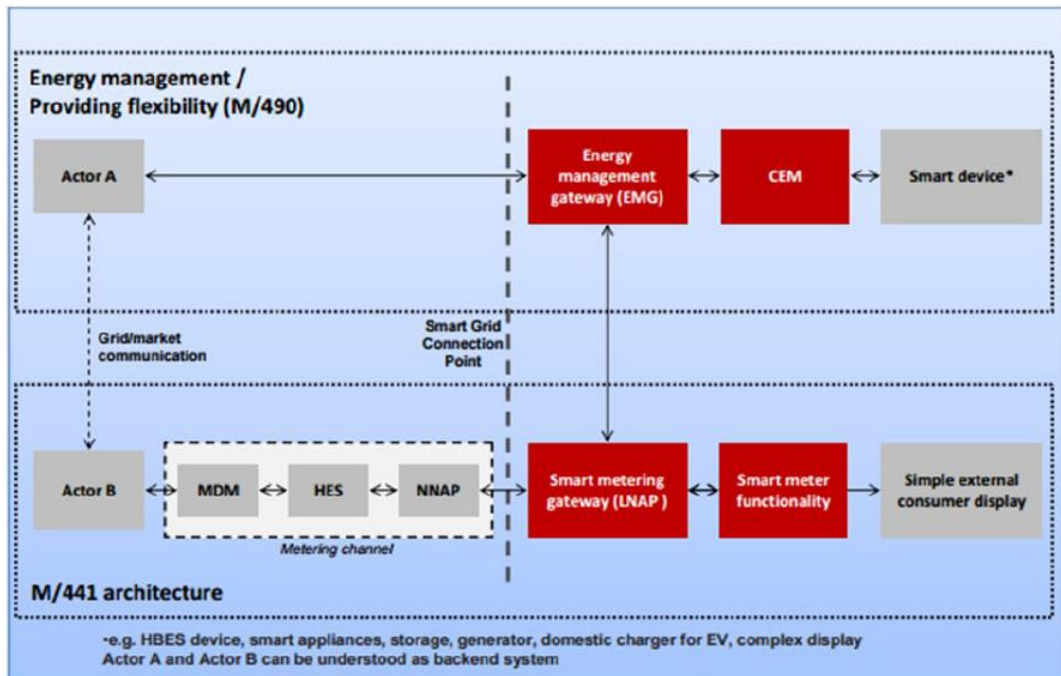 Energy management /
Providing flexibility (M/490)
Actor A
Energy
management
gateway (EMG)
CEM
Smart device*
Grid/market
communication
Smart Grid
Connection
Point
Actor B
MDM
HES
NNAP
Metering channel
Smart metering
gateway (LNAP )
Smart meter
functionality
Simple external
consumer display
M/441 architecture
•e.g. HBES device, smart appliances, storage, generator, domestic charger for EV, complex display
Actor A and Actor B can be understood as backend system